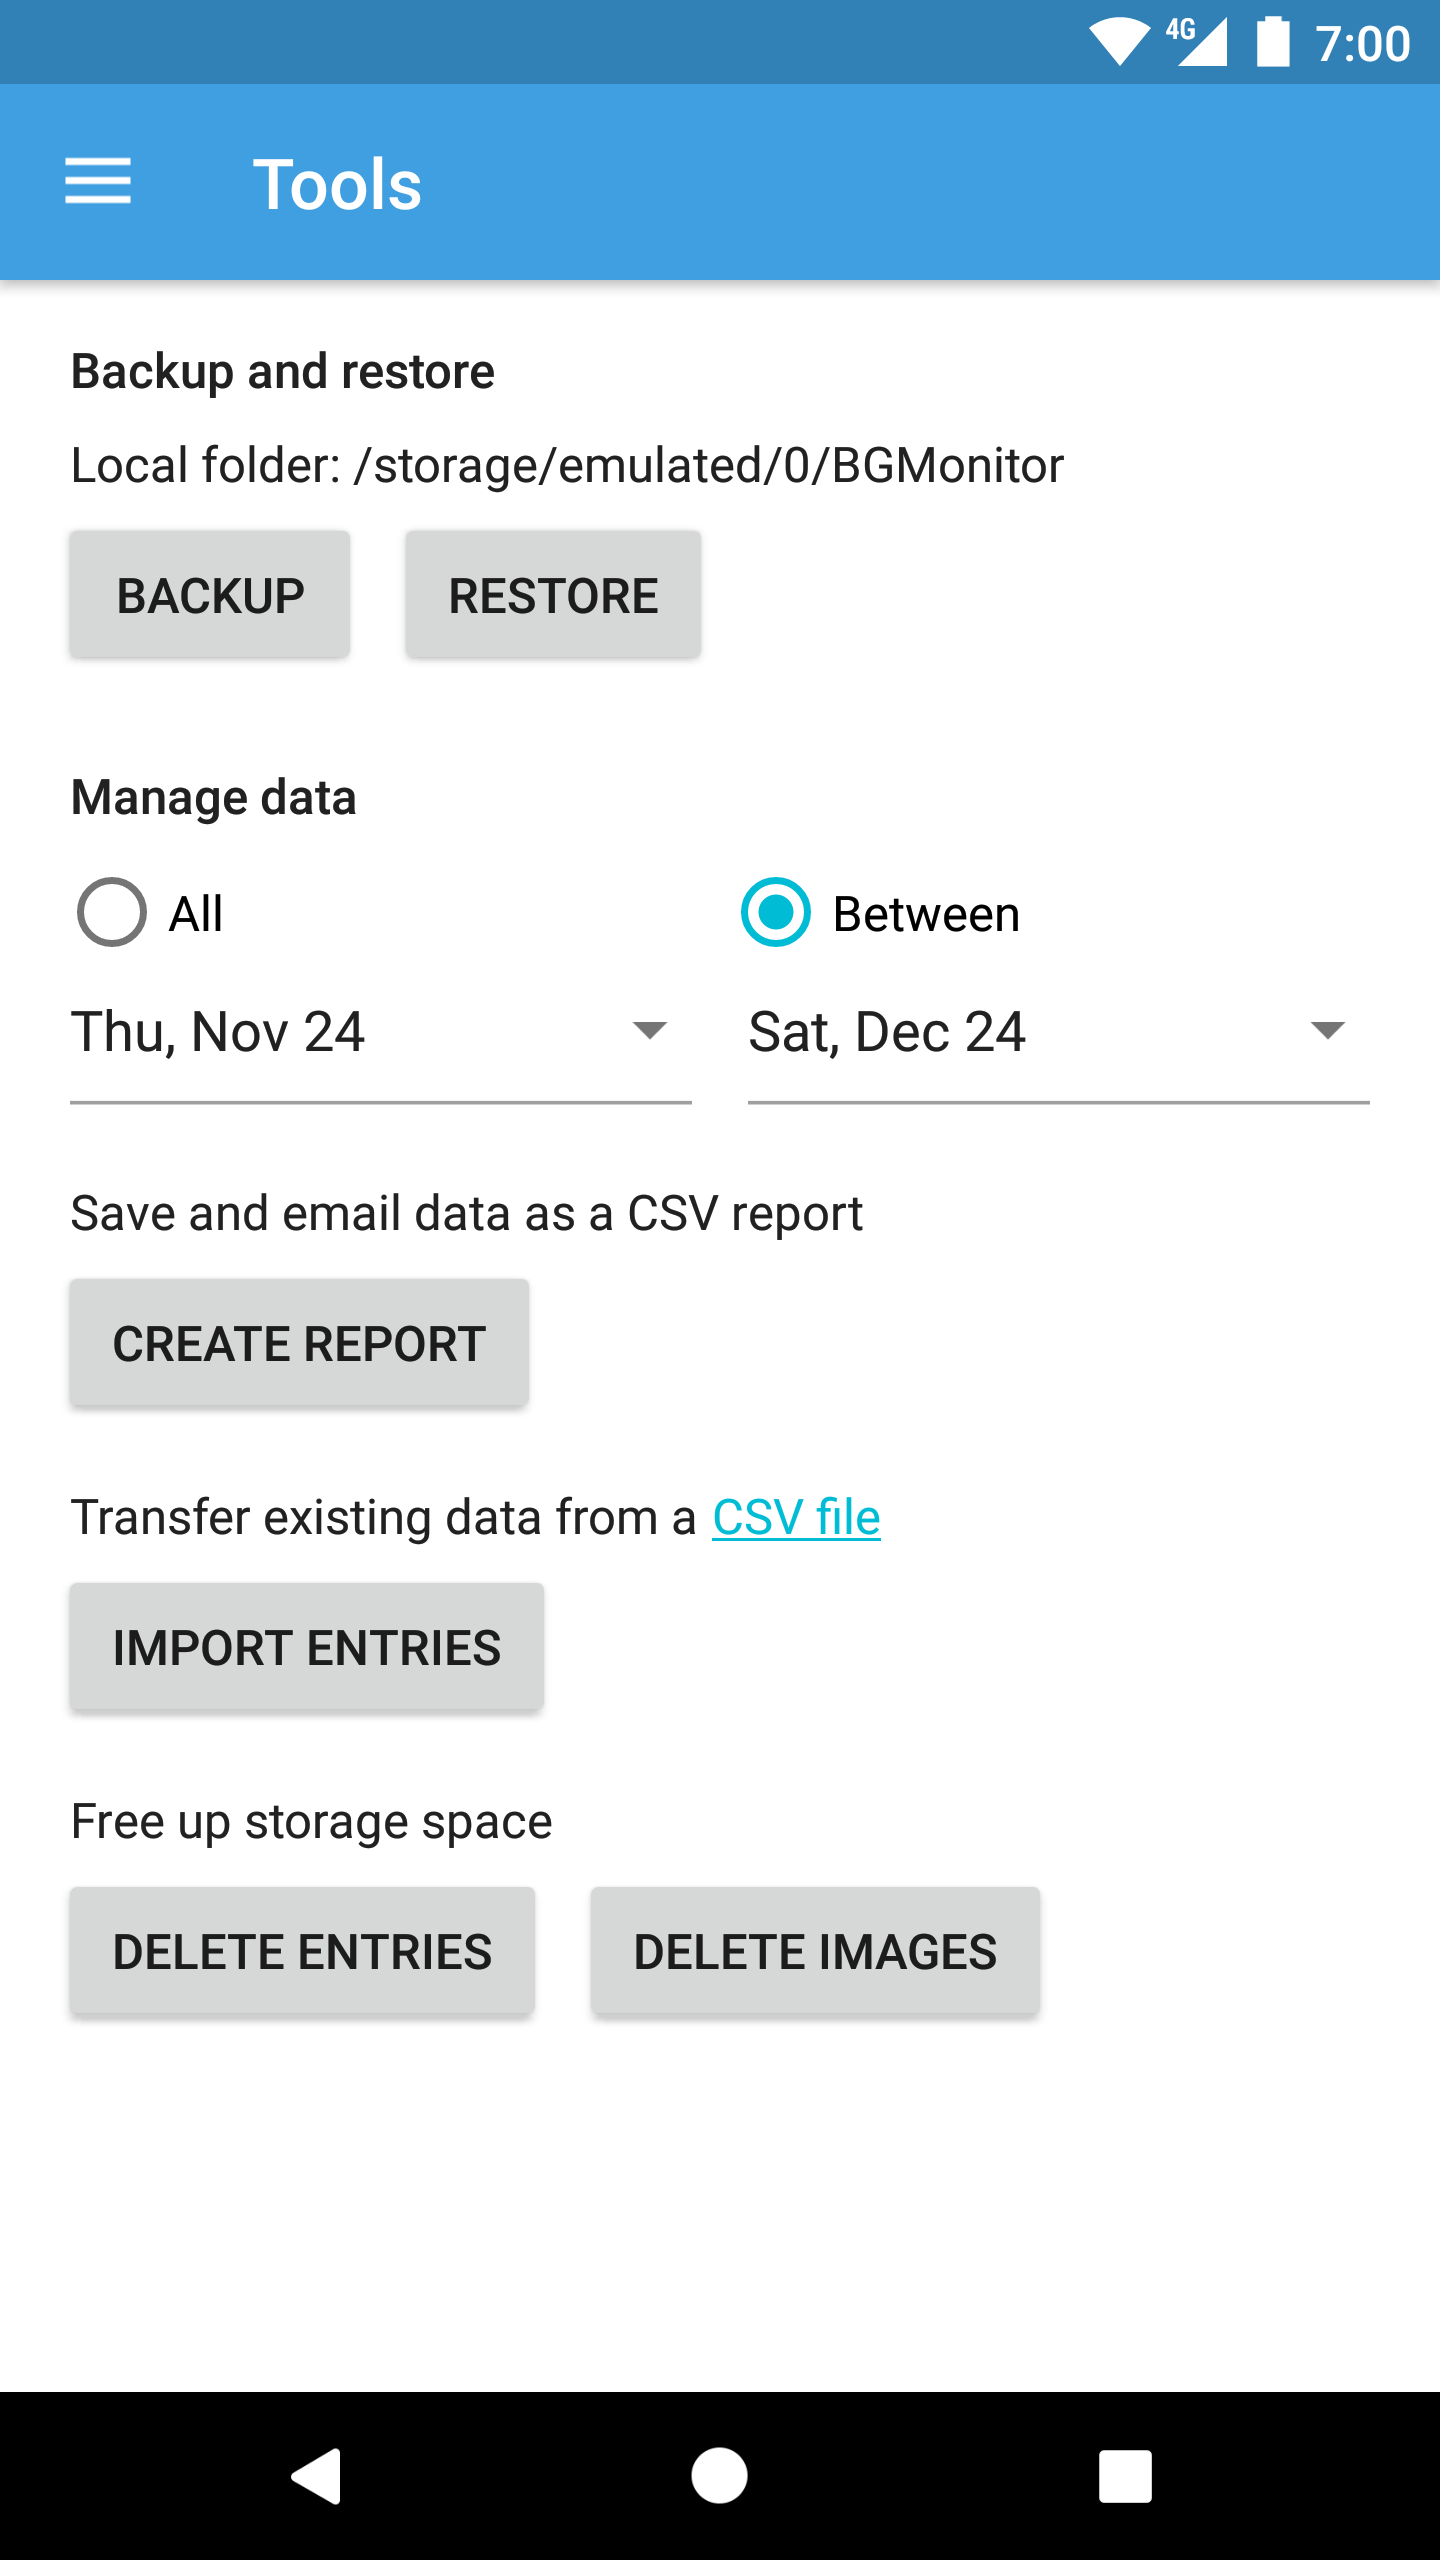 4G 7:00
Tools
Backup and restore
Local folder: /storage/emulated/0/BGMonitor
BACKUP RESTORE
Manage data
All Between
Thu, Nov 24 Sat, Dec 24
Save and email data as a CSV report
CREATE REPORT
Transfer existing data from a CSV file
IMPORT ENTRIES
Free up storage space
DELETE ENTRIES DELETE IMAGES